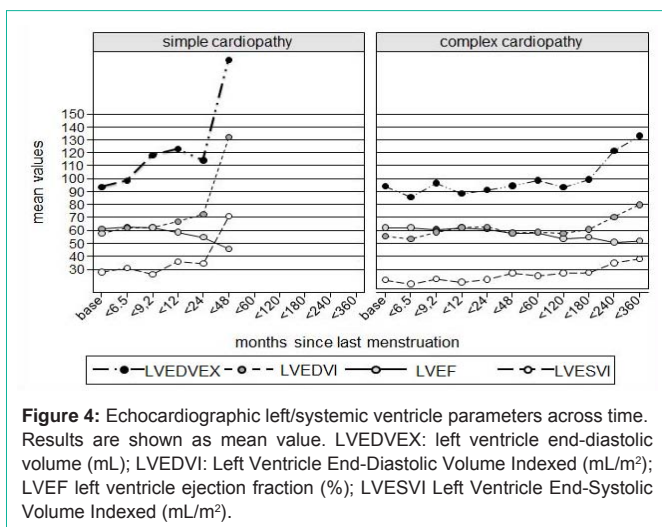 simple cardiopathy
complex cardiopathy
mean values
150
140
130
120
110
100
90
80
70
60
50
40
30
base
<6.5
<9,2
<12
<24
<48
<60
<120
<180
<240
<360
base
<6,5
<9,2
<12
<24
<48
<60
<120
<180
<240
<360
months since last menstruation
LVEDVEX
LVEDVI
LVEF
LVESVI
Figure 4: Echocardiographic left/systemic ventricle parameters across time.
Results are shown as mean value. LVEDVEX: left ventricle end-diastolic
volume (mL); LVEDVI: Left Ventricle End-Diastolic Volume Indexed (mL/m²);
LVEF left ventricle ejection fraction (%); LVESVI Left Ventricle End-Systolic
Volume Indexed (mL/m²).